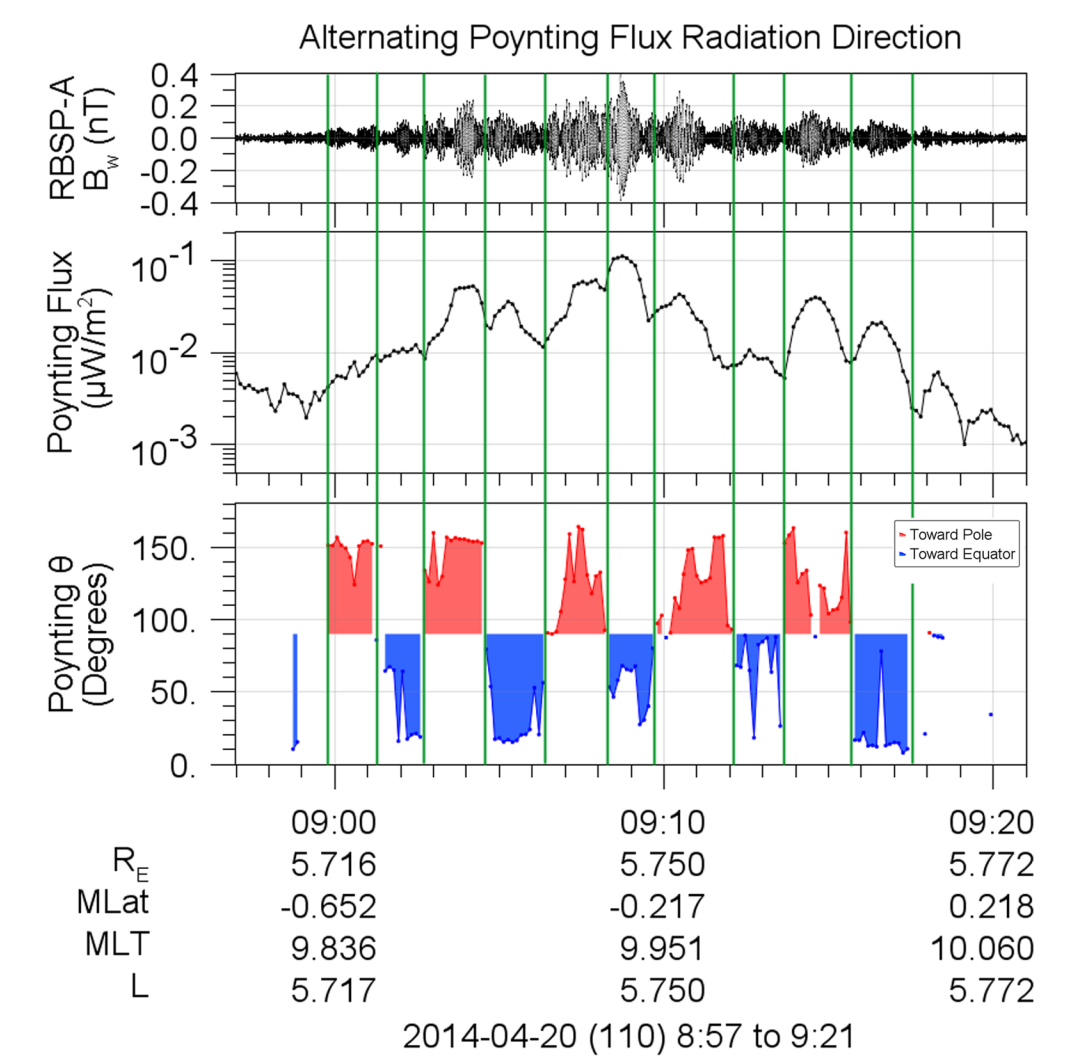 Alternating Poynting Flux Radiation Direction
RBSP-A
Bw (nT)
0.4
0.2
0.0
-0.2
-0.4
Poynting Flux
(µW/m²)
10⁻¹
10⁻²
10⁻³
Poynting θ
(Degrees)
150.
100.
50.
0.
Toward Pole
Toward Equator
09:00 09:10 09:20
RE 5.716 5.750 5.772
MLat -0.652 -0.217 0.218
MLT 9.836 9.951 10.060
L 5.717 5.750 5.772
2014-04-20 (110) 8:57 to 9:21